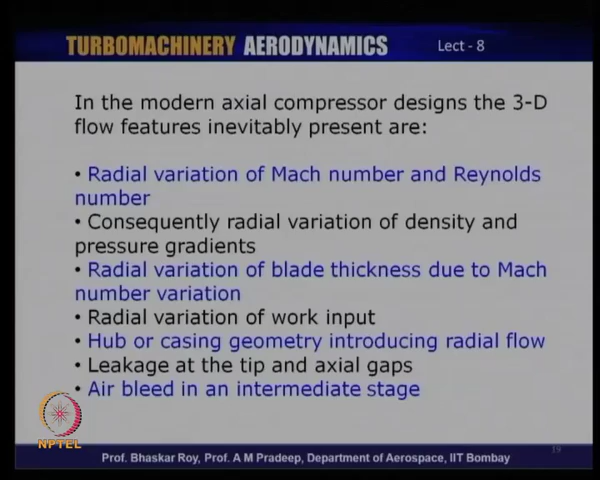 TURBOMACHINERY AERODYNAMICS
Lect - 8
In the modern axial compressor designs the 3-D
flow features inevitably present are:
• Radial variation of Mach number and Reynolds
number
• Consequently radial variation of density and
pressure gradients
• Radial variation of blade thickness due to Mach
number variation
• Radial variation of work input
• Hub or casing geometry introducing radial flow
• Leakage at the tip and axial gaps
• Air bleed in an intermediate stage
NPTEL
19
Prof. Bhaskar Roy, Prof. A M Pradeep, Department of Aerospace, IIT Bombay